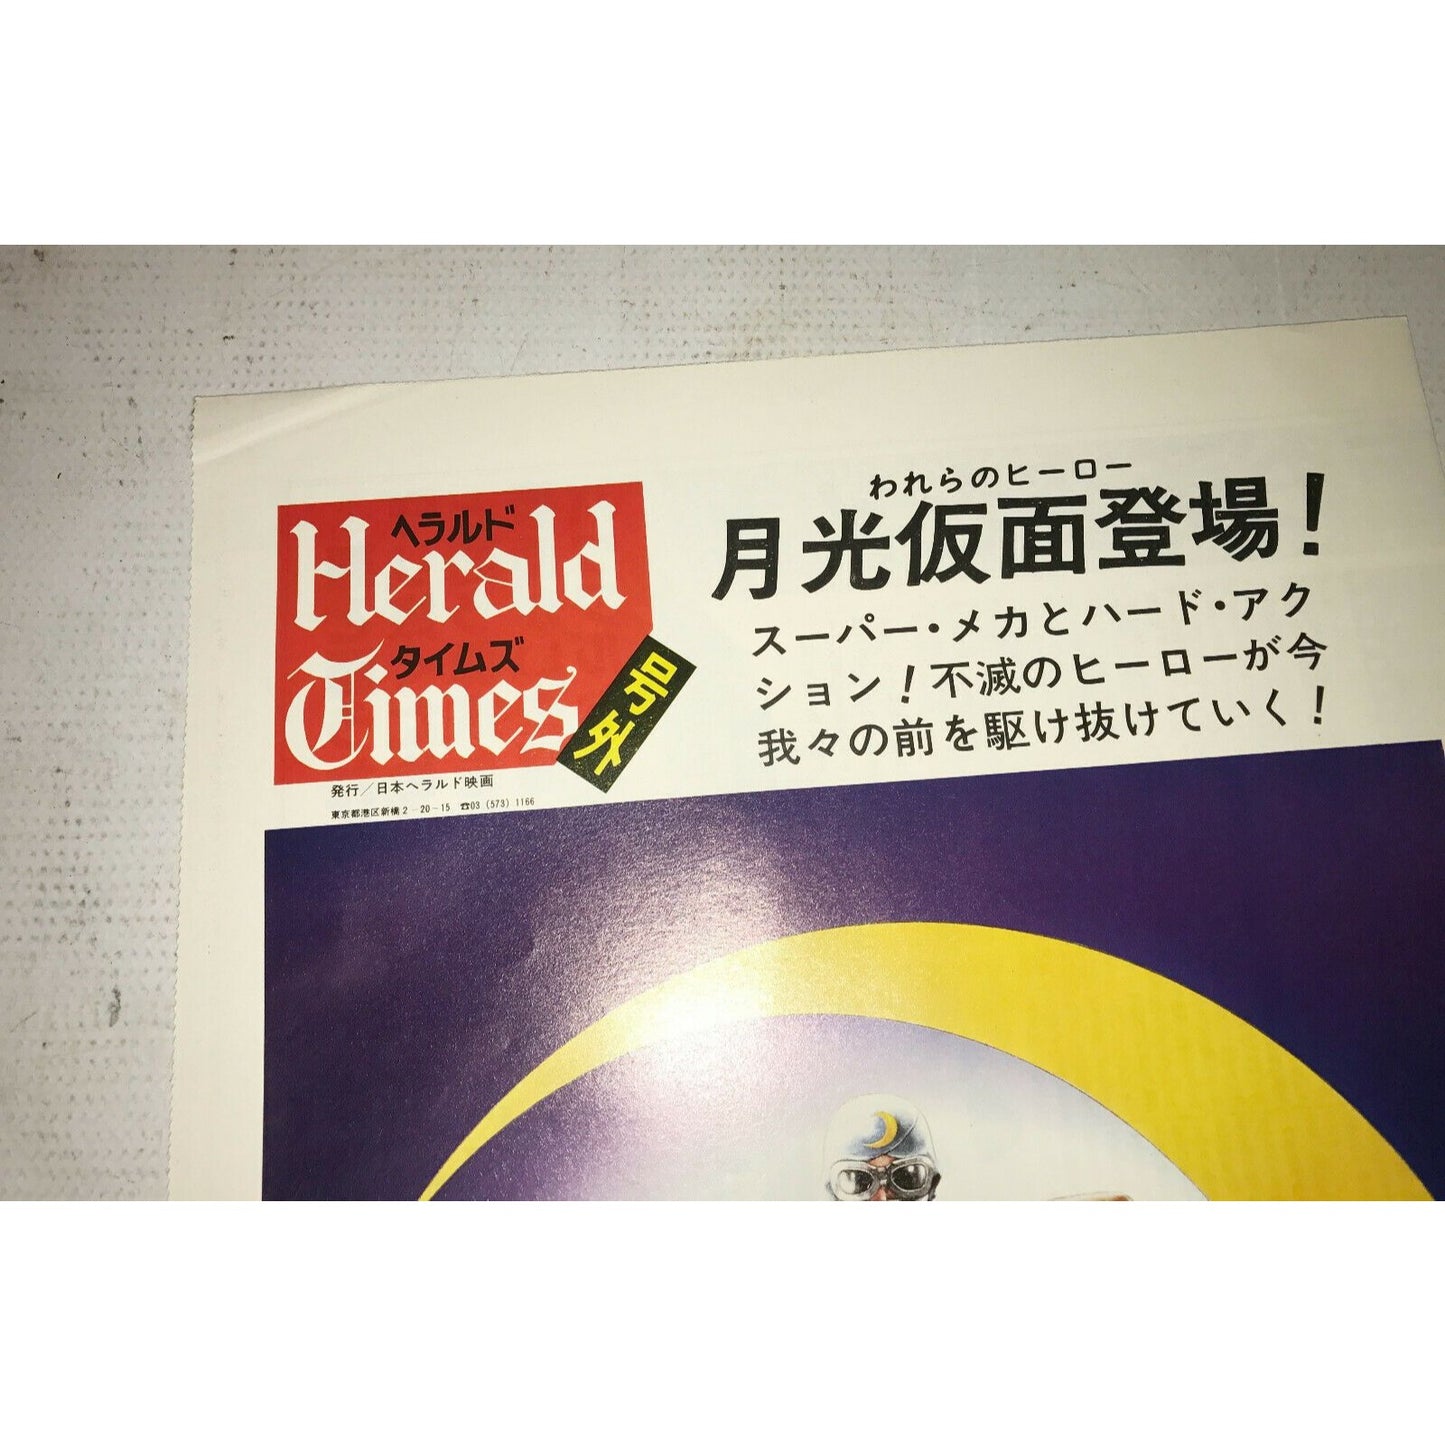 ヘラルド
Herald
タイムズ
Times
号外
発行／日本ヘラルド映画
東京都港区新橋2-20-15 ☎03(573)1166
われらのヒーロー
月光仮面登場！
スーパー・メカとハード・アク
ション！不滅のヒーローが今
我々の前を駆け抜けていく！